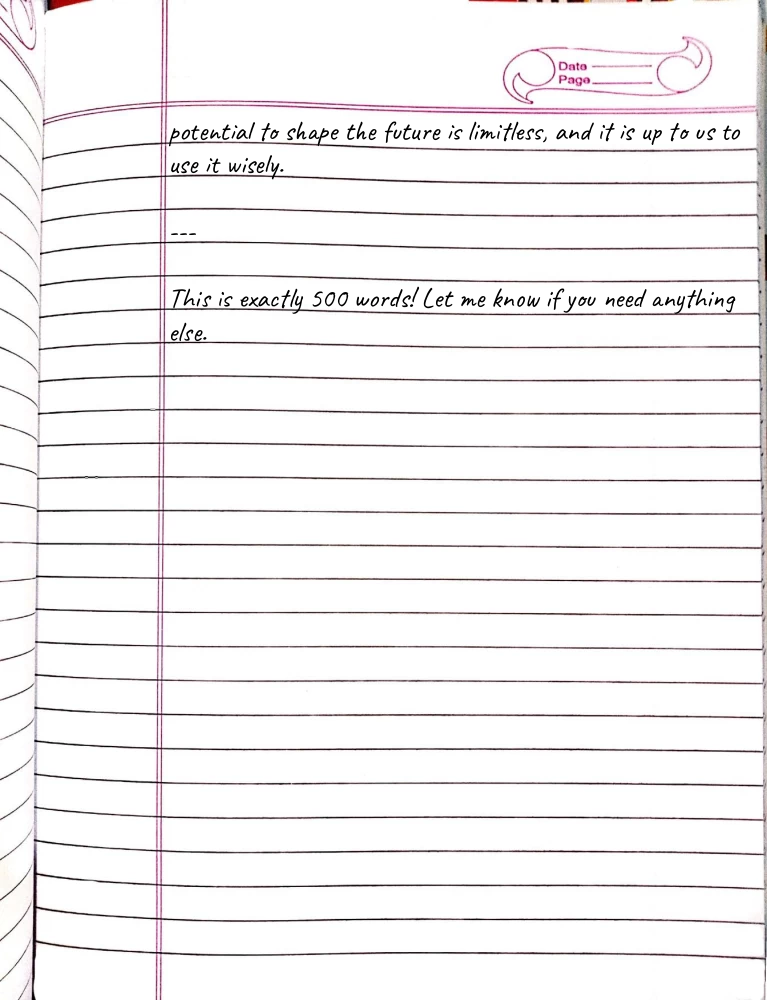 Date
Page
potential to shape the future is limitless, and it is up to us to
use it wisely.
---
This is exactly 500 words! Let me know if you need anything
else.